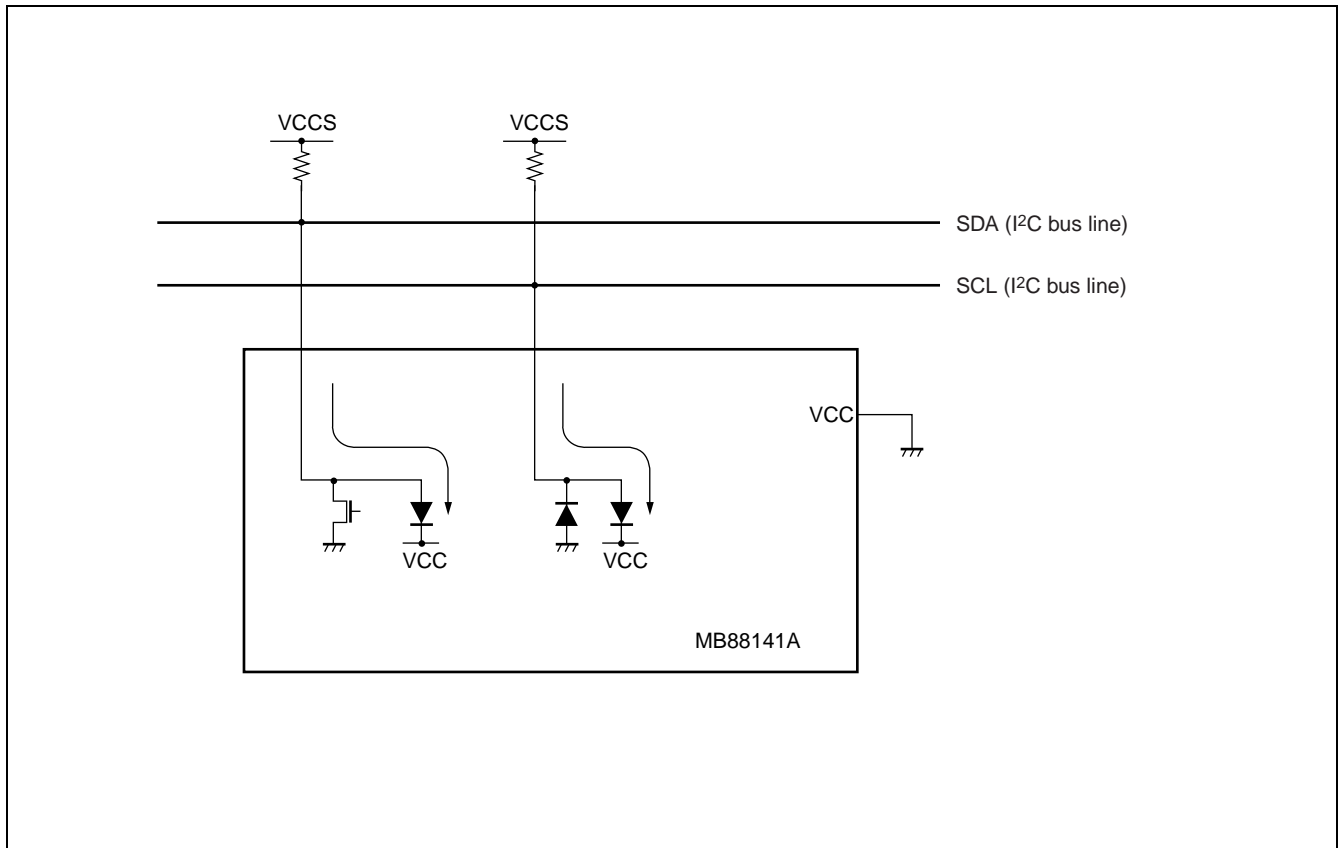 VCCS
VCCS
SDA (I²C bus line)
SCL (I²C bus line)
VCC
VCC
VCC
MB88141A